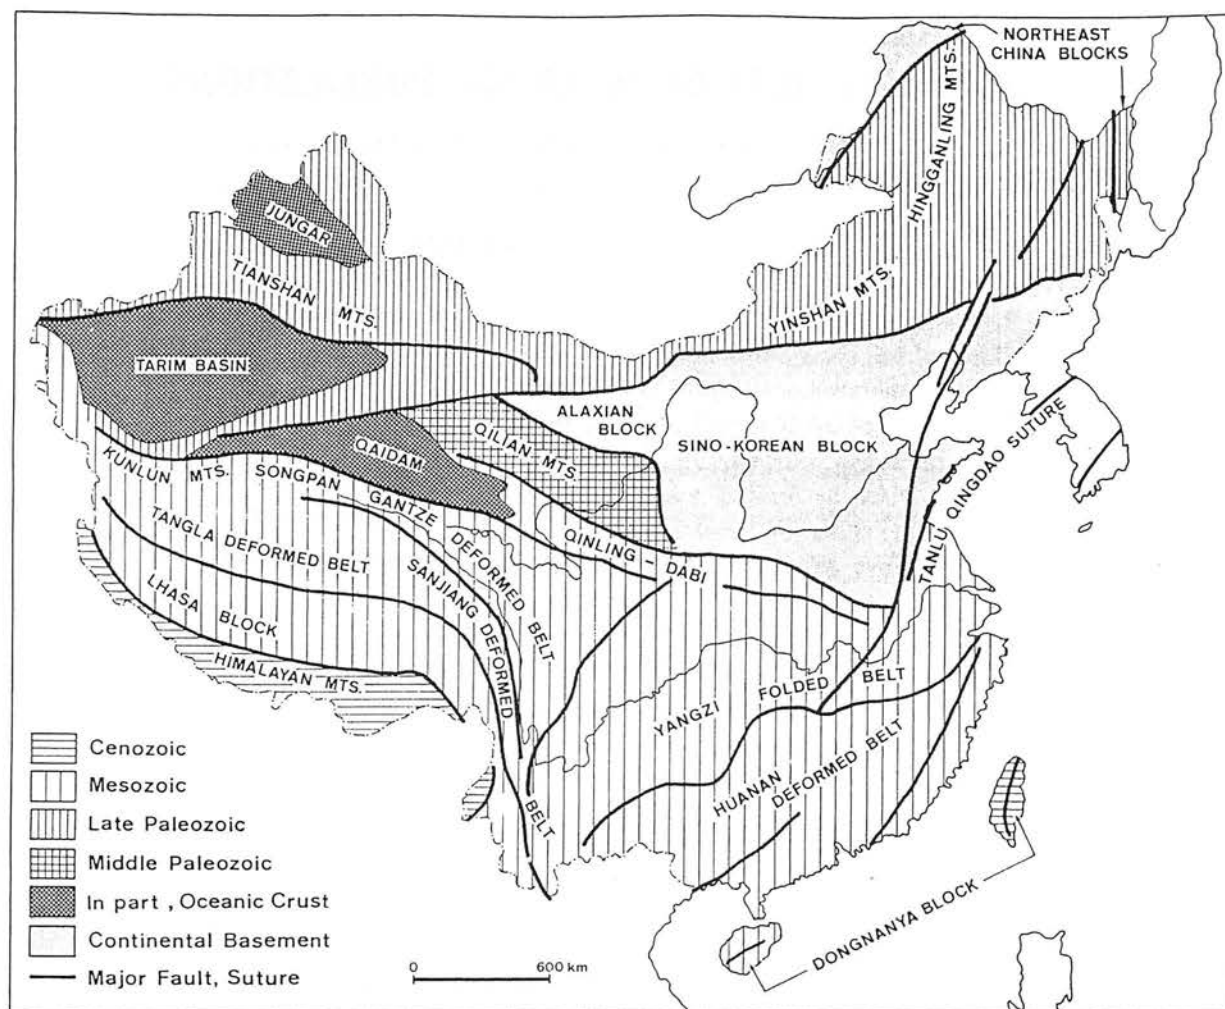 NORTHEAST
CHINA BLOCKS
HINGGANLING MTS.
JUNGAR
TIANSHAN MTS.
YINSHAN MTS.
TARIM BASIN
ALAXIAN
BLOCK
SINO-KOREAN BLOCK
QILIAN MTS.
QAIDAM
TANLU QINGDAO SUTURE
KUNLUN MTS.
SONGPAN GANTZE DEFORMED BELT
QINLING - DABI
TANGLA DEFORMED BELT
SANJIANG DEFORMED BELT
LHASA BLOCK
HIMALAYAN MTS.
YANGZI FOLDED BELT
HUANAN DEFORMED BELT
DONGNANYA BLOCK
Cenozoic
Mesozoic
Late Paleozoic
Middle Paleozoic
In part, Oceanic Crust
Continental Basement
Major Fault, Suture
0 600 km